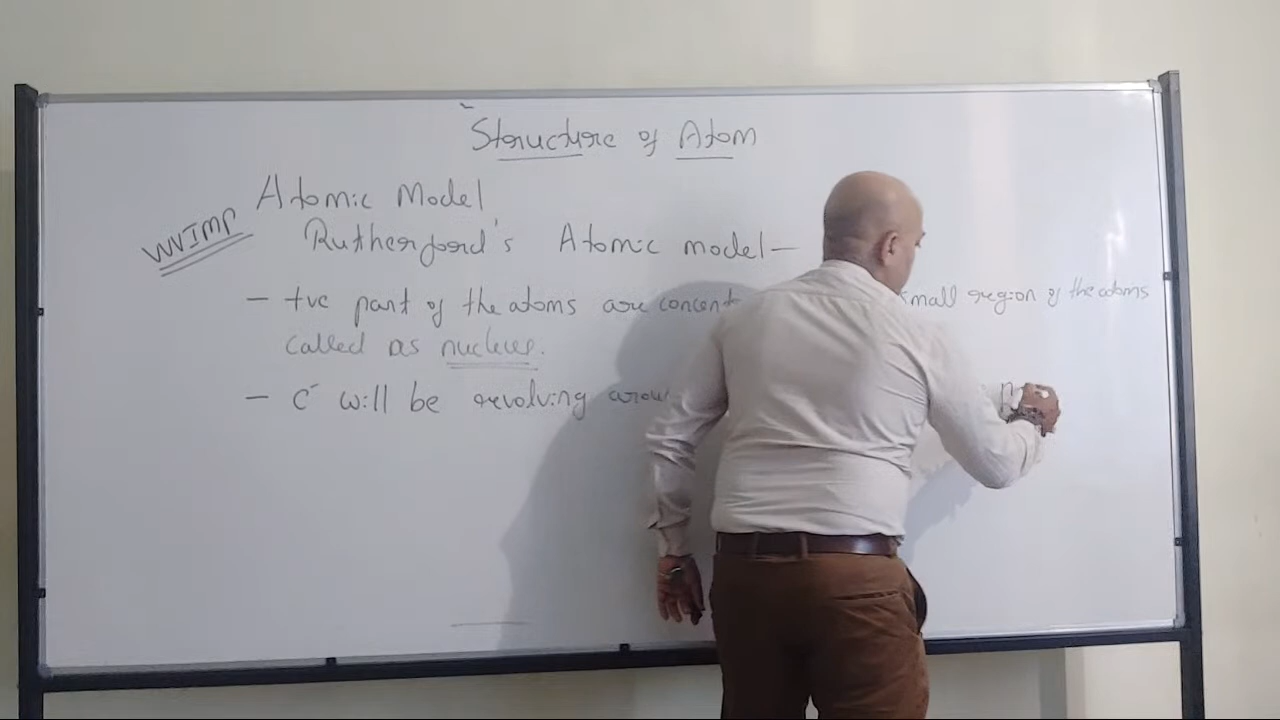 Structure of Atom
Atomic Model
VVIMP
Rutherford's Atomic model —
— +ve part of the atoms are concent small region of the atoms
called as nucleus.
— e⁻ will be revolving arou